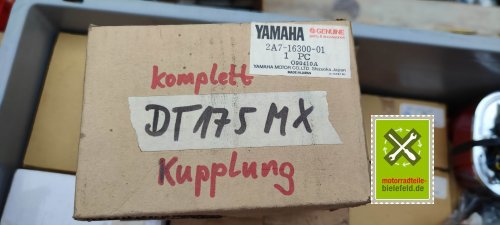 YAMAHA
GENUINE
2A7-16300-01
1 PC
YAMAHA MOTOR CO.,LTD. Shizuoka Japan
MADE IN JAPAN
komplett
DT175MX
Kupplung
motorradteile-
bielefeld.de